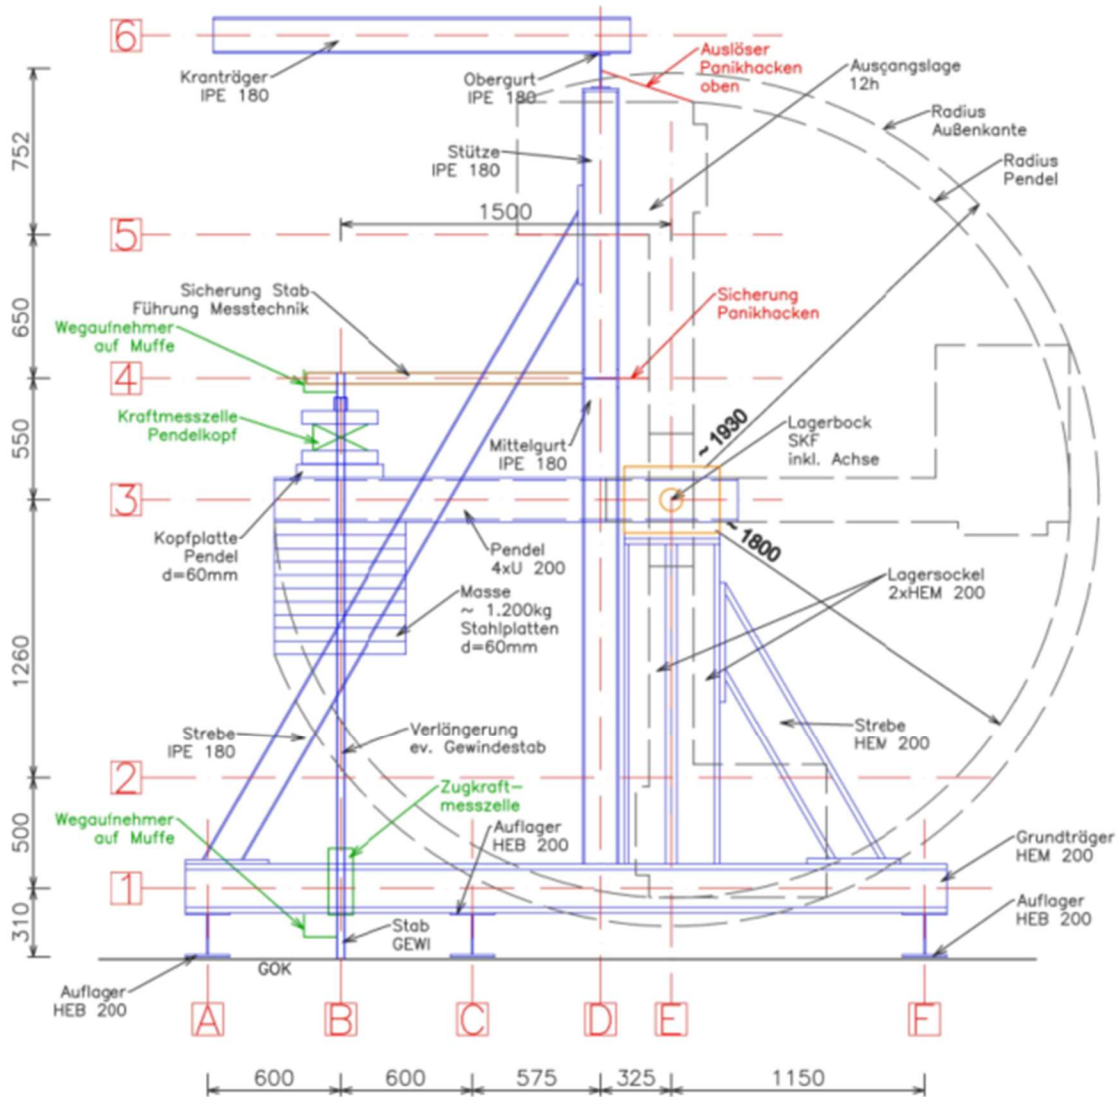 6
Kranträger
IPE 180
Obergurt
IPE 180
Auslöser
Panikhacken
oben
Ausgangslage
12h
Radius
Außenkante
Radius
Pendel
752
Stütze
IPE 180
1500
5
Sicherung Stab
Führung Messtechnik
Sicherung
Panikhacken
650
Wegaufnehmer
auf Muffe
4
Kraftmesszelle
Pendelkopf
550
Mittelgurt
IPE 180
~ 1930
Lagerbock
SKF
inkl. Achse
3
Kopfplatte
Pendel
d=60mm
Pendel
4xU 200
~ 1800
Masse
~ 1.200kg
Stahlplatten
d=60mm
Lagersockel
2xHEM 200
1260
Strebe
IPE 180
Verlängerung
ev. Gewindestab
Strebe
HEM 200
2
Zugkraft-
messzelle
Wegaufnehmer
auf Muffe
500
Auflager
HEB 200
Grundträger
HEM 200
1
310
Stab
GEWI
Auflager
HEB 200
GOK
Auflager
HEB 200
A B C D E F
600 600 575 325 1150